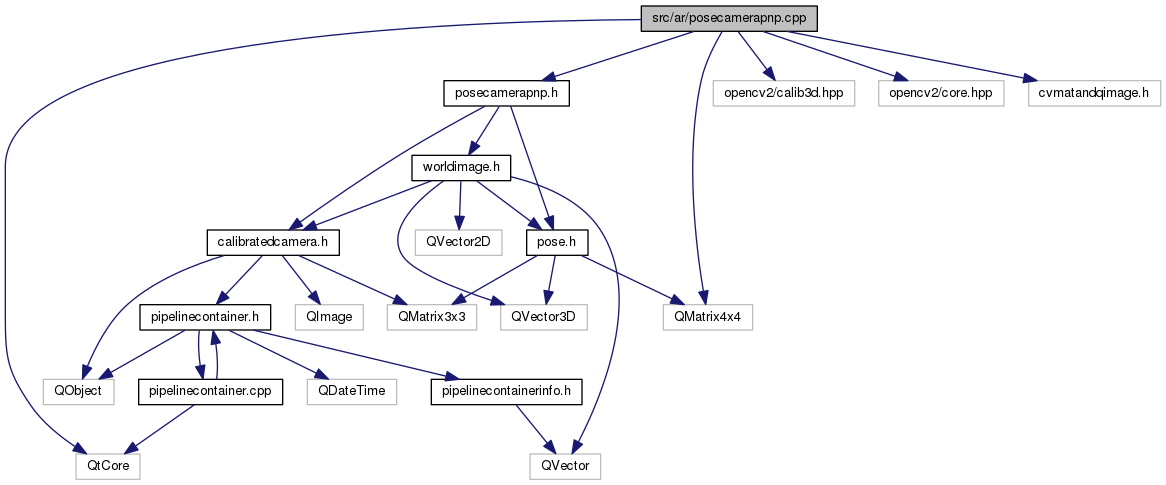 src/ar/posecamerapnp.cpp
posecamerapnp.h
opencv2/calib3d.hpp
opencv2/core.hpp
cvmatandqimage.h
worldimage.h
calibratedcamera.h
QVector2D
pose.h
pipelinecontainer.h
QImage
QMatrix3x3
QVector3D
QMatrix4x4
QObject
pipelinecontainer.cpp
QDateTime
pipelinecontainerinfo.h
QtCore
QVector